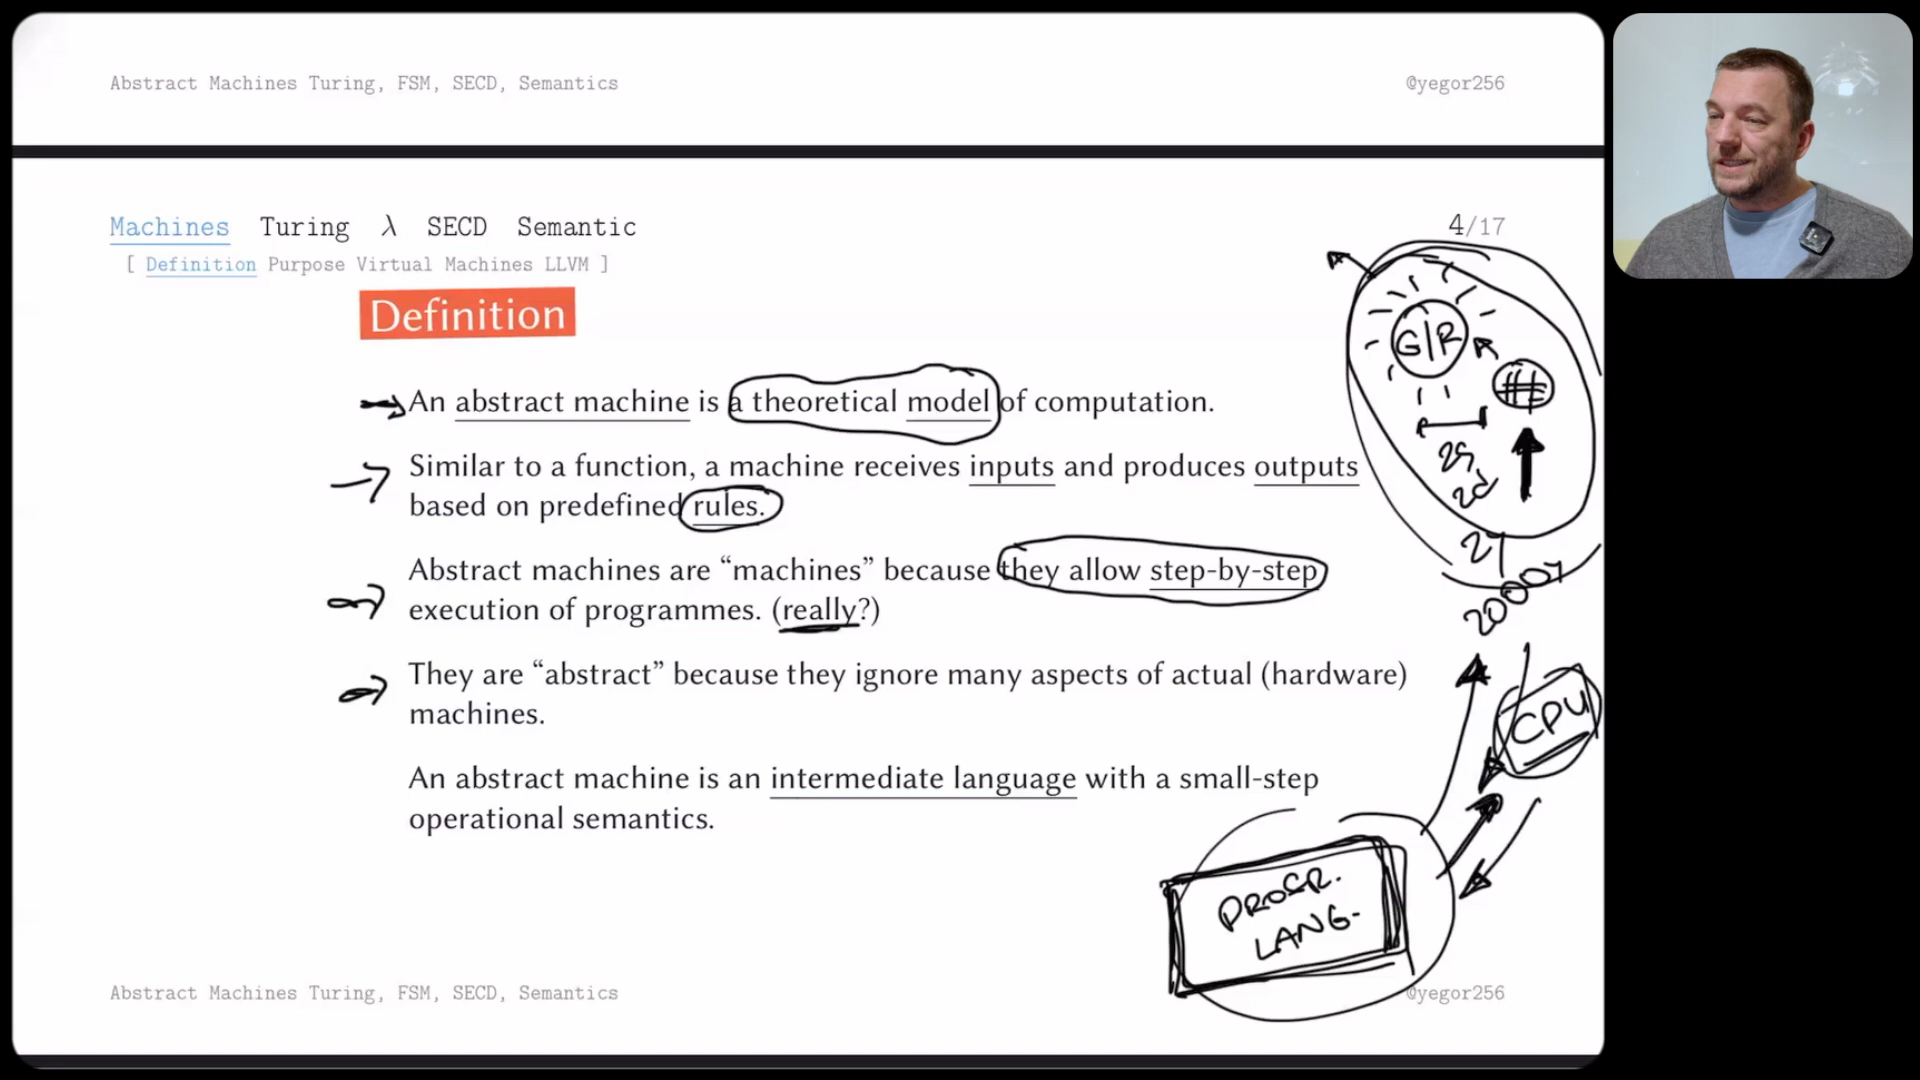 Abstract Machines Turing, FSM, SECD, Semantics
@yegor256
Machines Turing λ SECD Semantic
4/17
[ Definition Purpose Virtual Machines LLVM ]
Definition
An abstract machine is a theoretical model of computation.
Similar to a function, a machine receives inputs and produces outputs
based on predefined rules.
Abstract machines are “machines” because they allow step-by-step
execution of programmes. (really?)
They are “abstract” because they ignore many aspects of actual (hardware)
machines.
An abstract machine is an intermediate language with a small-step
operational semantics.
G|R
CPU
PROGR.
LANG-
Abstract Machines Turing, FSM, SECD, Semantics
@yegor256